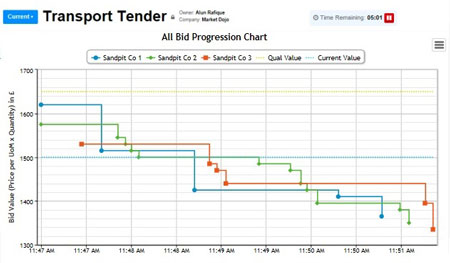 Current
Transport Tender
Owner: Alun Rafique
Company: Market Dojo
Time Remaining: 05:01
All Bid Progression Chart
Sandpit Co 1 Sandpit Co 2 Sandpit Co 3 Qual Value Current Value
Bid Value (Price per UoM x Quantity) in £
1700
1600
1500
1400
1300
11:47 AM 11:47 AM 11:48 AM 11:48 AM 11:49 AM 11:49 AM 11:50 AM 11:50 AM 11:51 AM